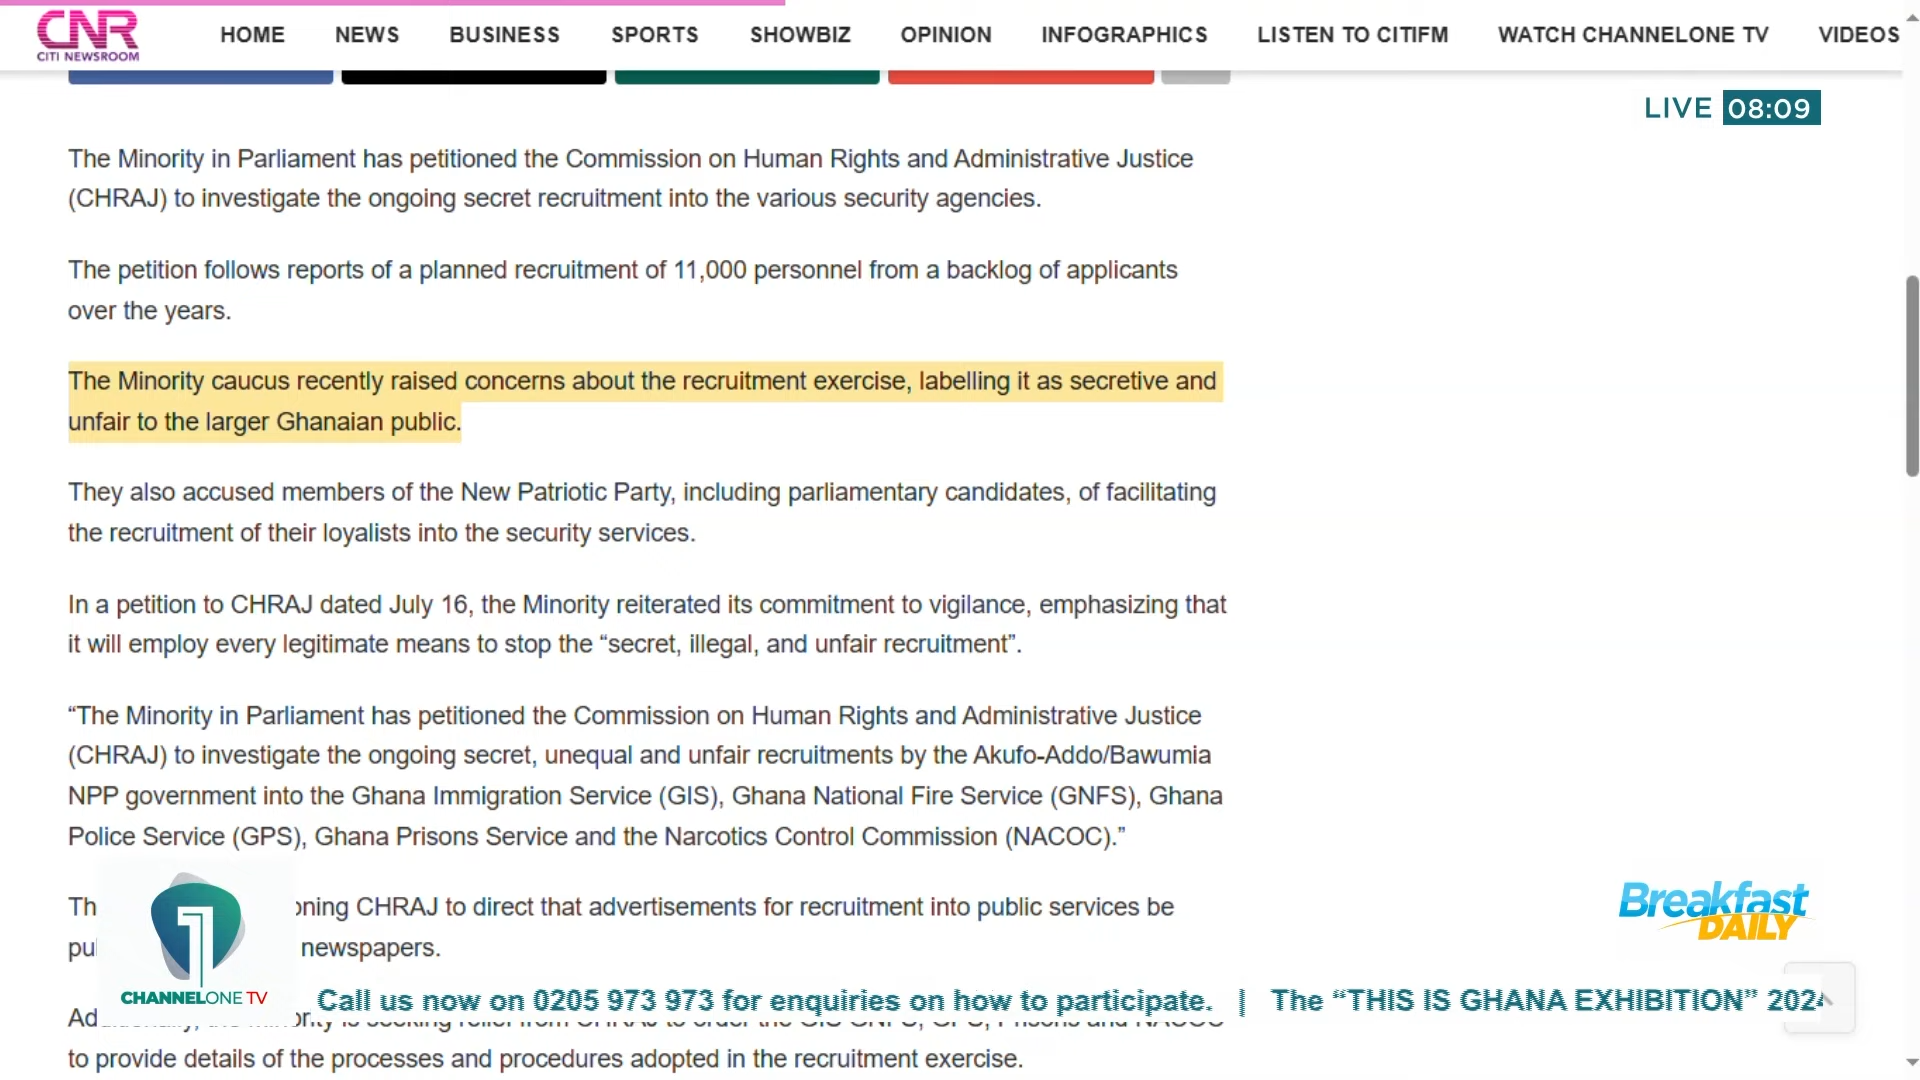 CNR
CITI NEWSROOM
HOME NEWS BUSINESS SPORTS SHOWBIZ OPINION INFOGRAPHICS LISTEN TO CITIFM WATCH CHANNELONE TV VIDEOS
LIVE 08:09
The Minority in Parliament has petitioned the Commission on Human Rights and Administrative Justice
(CHRAJ) to investigate the ongoing secret recruitment into the various security agencies.
The petition follows reports of a planned recruitment of 11,000 personnel from a backlog of applicants
over the years.
The Minority caucus recently raised concerns about the recruitment exercise, labelling it as secretive and
unfair to the larger Ghanaian public.
They also accused members of the New Patriotic Party, including parliamentary candidates, of facilitating
the recruitment of their loyalists into the security services.
In a petition to CHRAJ dated July 16, the Minority reiterated its commitment to vigilance, emphasizing that
it will employ every legitimate means to stop the “secret, illegal, and unfair recruitment”.
“The Minority in Parliament has petitioned the Commission on Human Rights and Administrative Justice
(CHRAJ) to investigate the ongoing secret, unequal and unfair recruitments by the Akufo-Addo/Bawumia
NPP government into the Ghana Immigration Service (GIS), Ghana National Fire Service (GNFS), Ghana
Police Service (GPS), Ghana Prisons Service and the Narcotics Control Commission (NACOC).”
CHRAJ to direct that advertisements for recruitment into public services be
newspapers.
Breakfast
DAILY
1
CHANNELONE TV
Call us now on 0205 973 973 for enquiries on how to participate. | The “THIS IS GHANA EXHIBITION” 2024
to provide details of the processes and procedures adopted in the recruitment exercise.